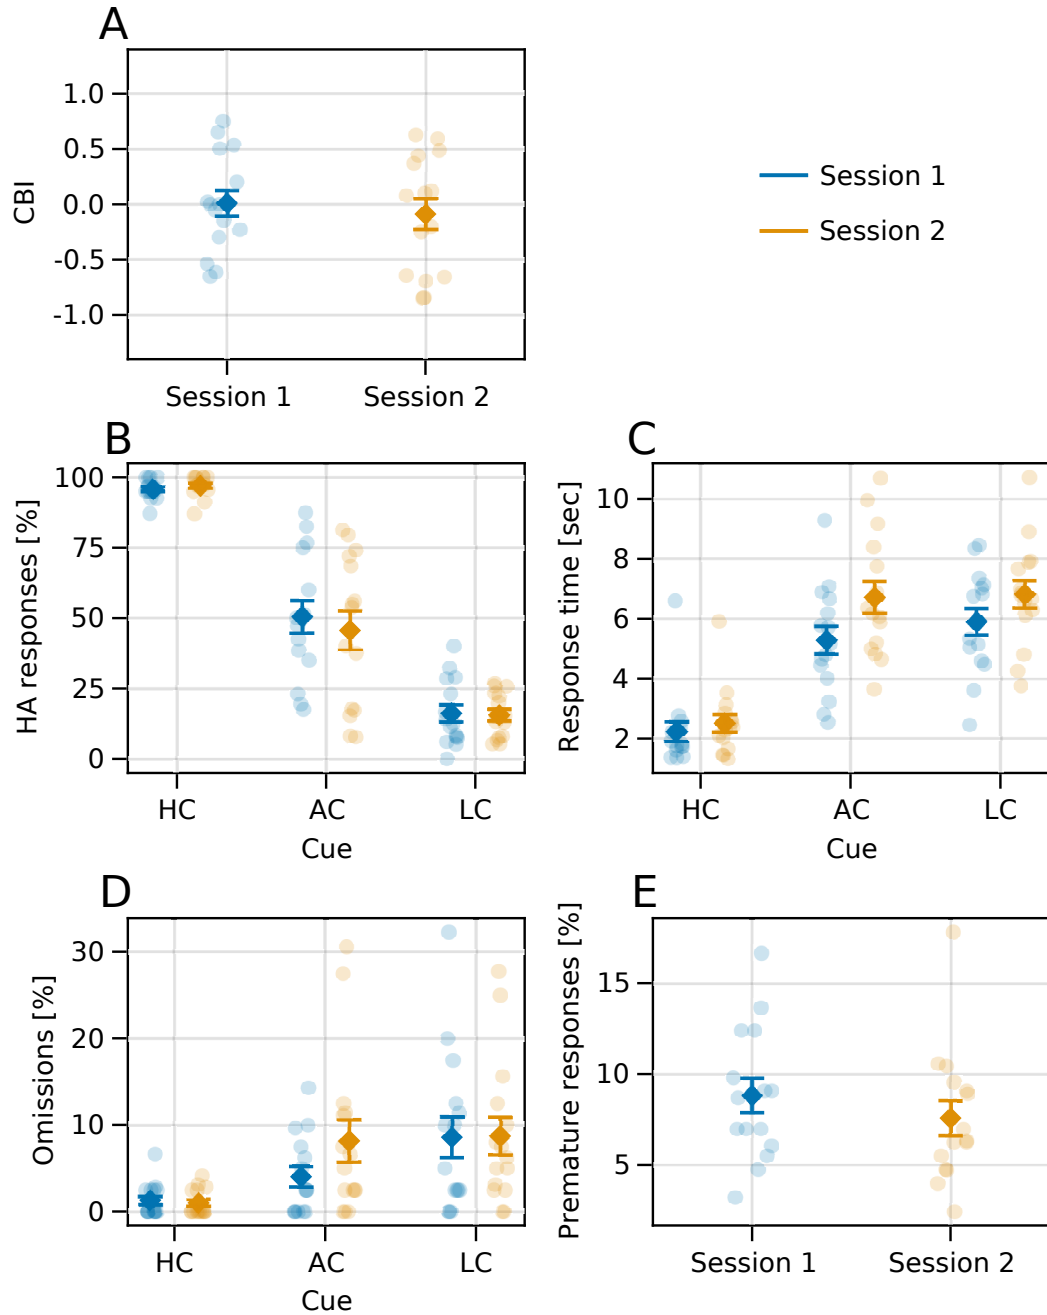 A
CBI
1.0
0.5
0.0
-0.5
-1.0
Session 1
Session 2
Session 1
Session 2
B
HA responses [%]
100
75
50
25
0
HC
AC
LC
Cue
C
Response time [sec]
10
8
6
4
2
HC
AC
LC
Cue
D
Omissions [%]
30
20
10
0
HC
AC
LC
Cue
E
Premature responses [%]
15
10
5
Session 1
Session 2